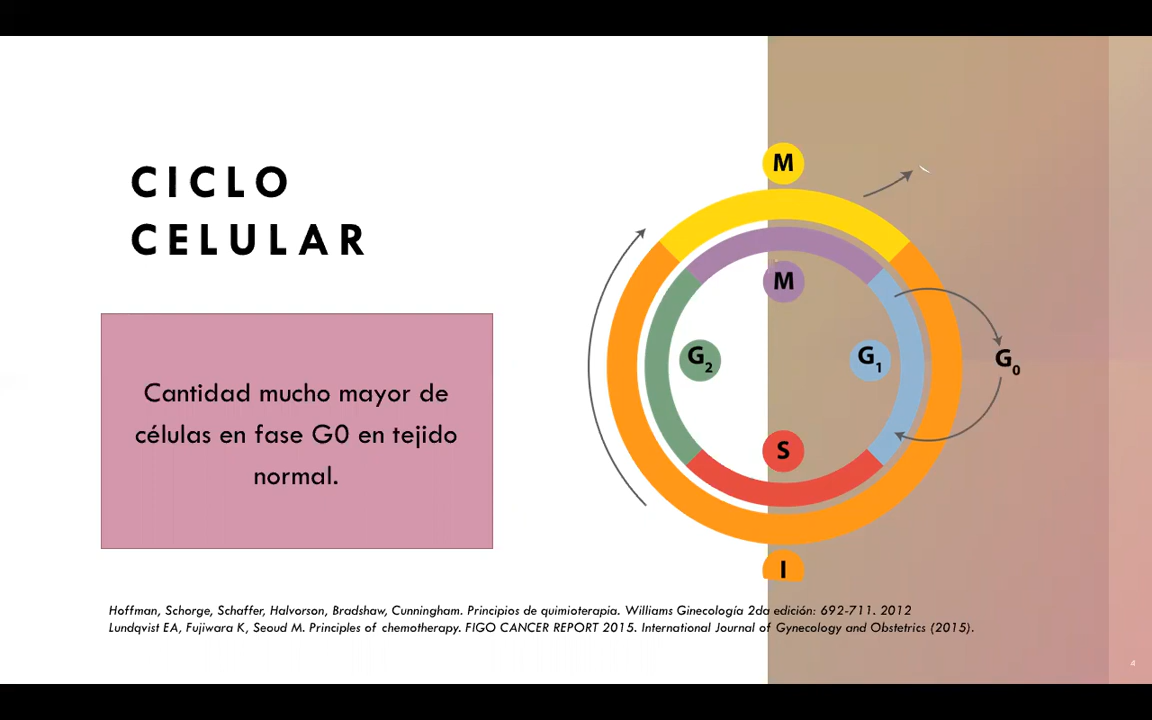 CICLO
CELULAR
Cantidad mucho mayor de
células en fase G0 en tejido
normal.
M
M
G2
G1
G0
S
I
Hoffman, Schorge, Schaffer, Halvorson, Bradshaw, Cunningham. Principios de quimioterapia. Williams Ginecología 2da edición: 692-711. 2012
Lundqvist EA, Fujiwara K, Seoud M. Principles of chemotherapy. FIGO CANCER REPORT 2015. International Journal of Gynecology and Obstetrics (2015).
4